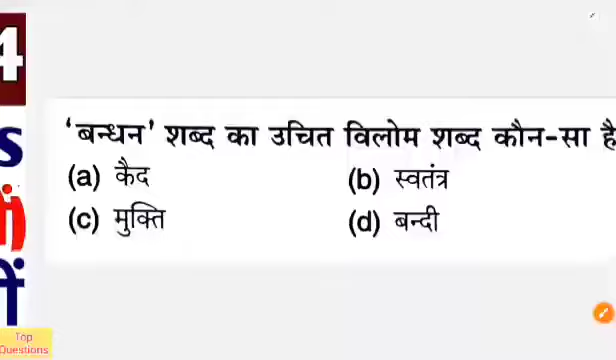 4
'बन्धन' शब्द का उचित विलोम शब्द कौन-सा है
(a) कैद (b) स्वतंत्र
(c) मुक्ति (d) बन्दी
S
Top
Questions